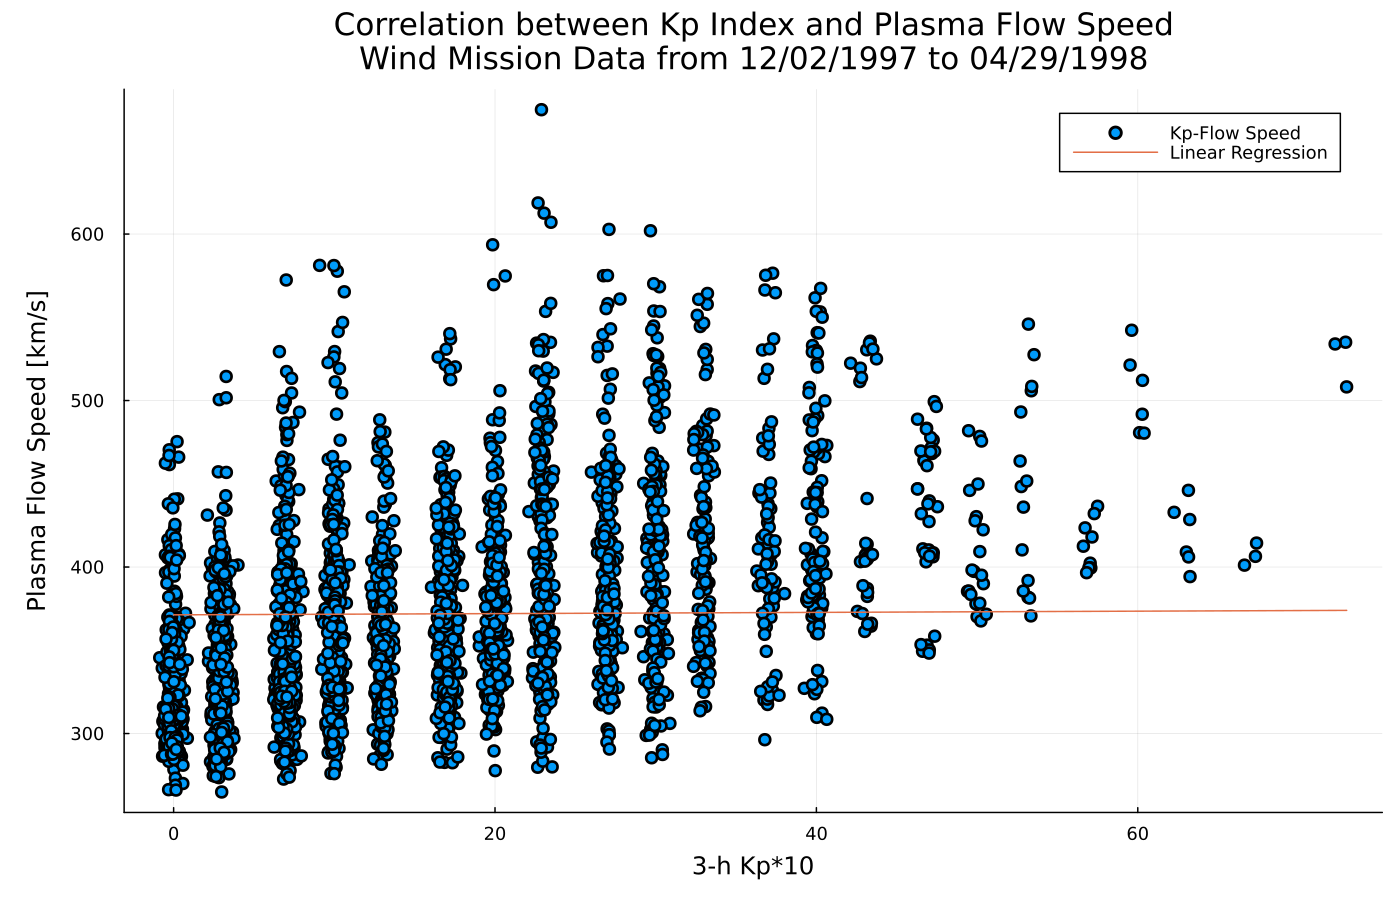 Correlation between Kp Index and Plasma Flow Speed
Wind Mission Data from 12/02/1997 to 04/29/1998
Kp-Flow Speed
Linear Regression
Plasma Flow Speed [km/s]
600
500
400
300
0
20
40
60
3-h Kp*10